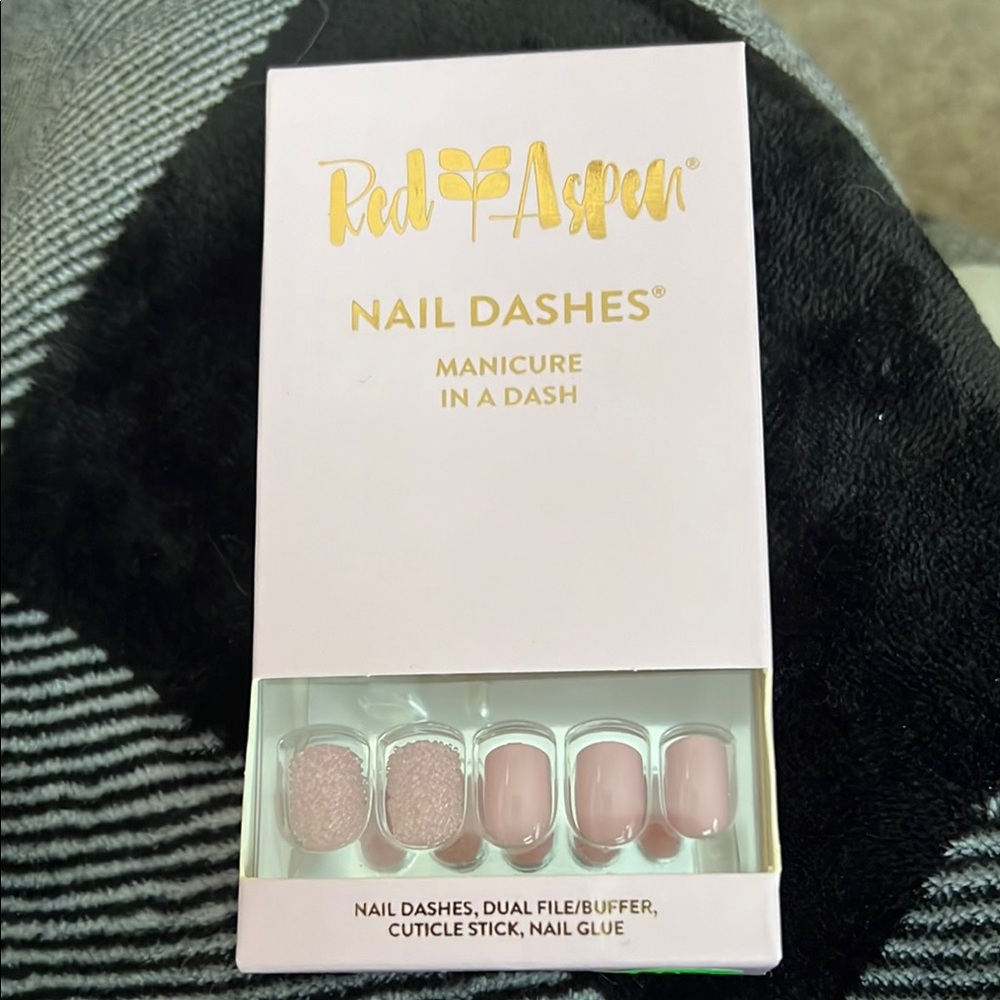 Red Aspen®
NAIL DASHES®
MANICURE
IN A DASH
NAIL DASHES, DUAL FILE/BUFFER,
CUTICLE STICK, NAIL GLUE